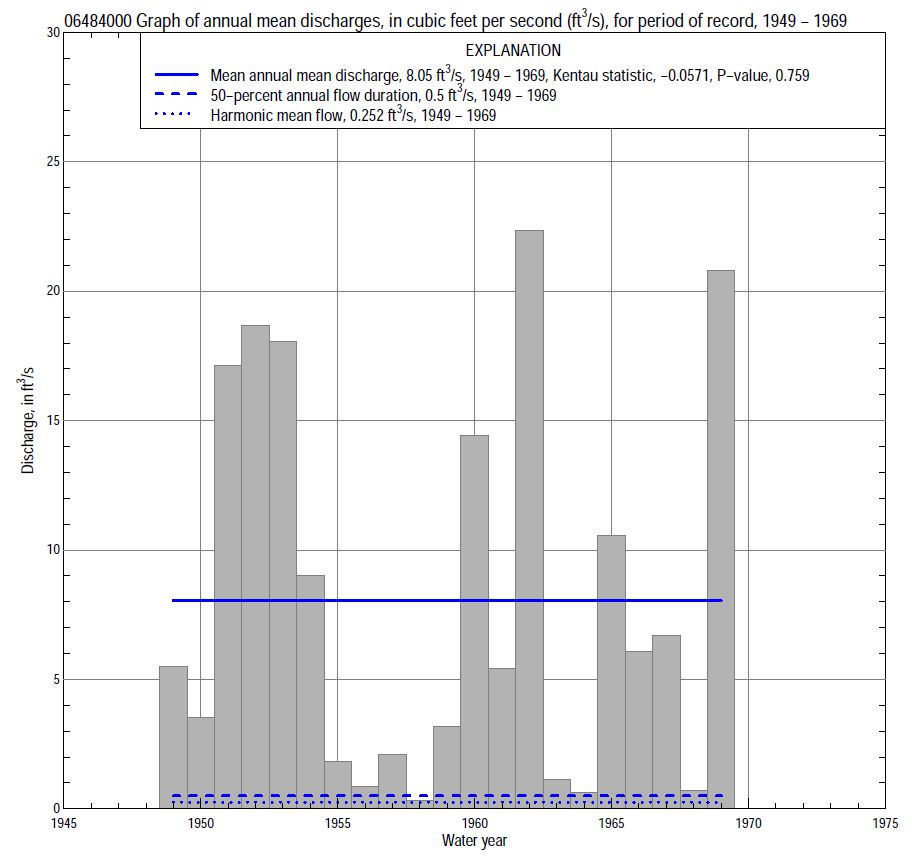 06484000 Graph of annual mean discharges, in cubic feet per second (ft³/s), for period of record, 1949 – 1969
EXPLANATION
Mean annual mean discharge, 8.05 ft³/s, 1949 – 1969, Kentau statistic, –0.0571, P–value, 0.759
50–percent annual flow duration, 0.5 ft³/s, 1949 – 1969
Harmonic mean flow, 0.252 ft³/s, 1949 – 1969
30
25
20
15
10
5
0
Discharge, in ft³/s
1945 1950 1955 1960 1965 1970 1975
Water year